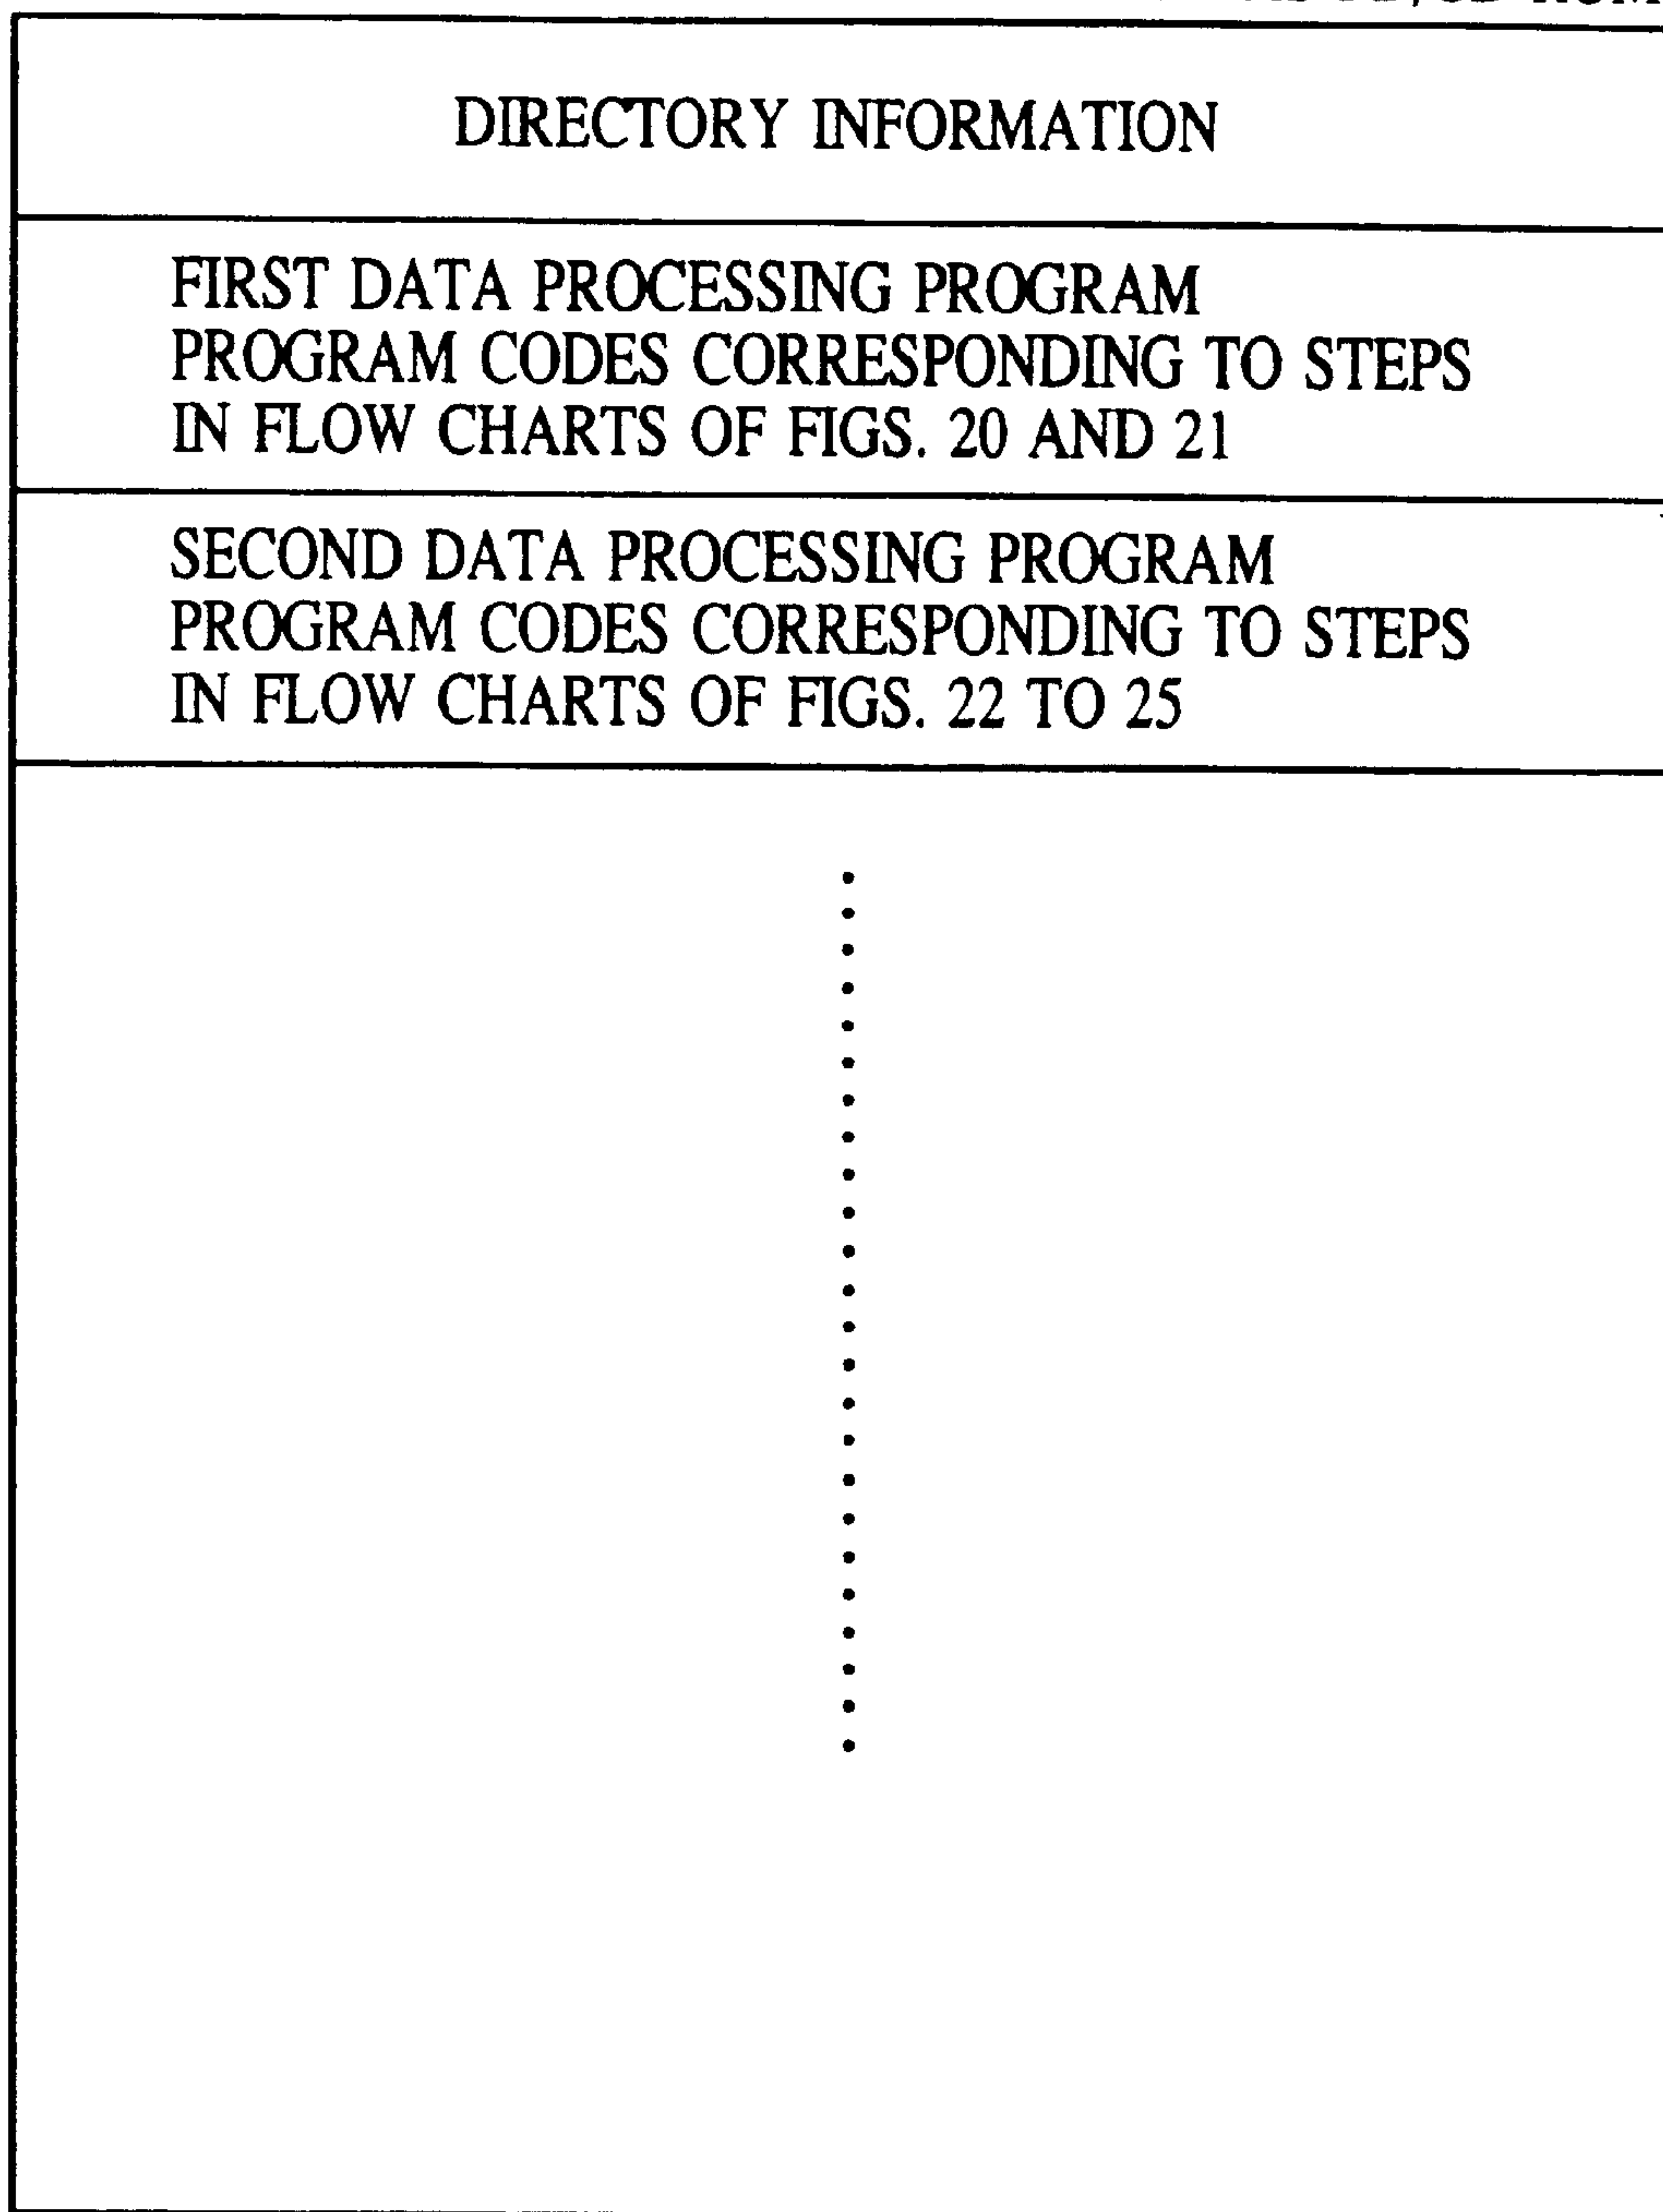 DIRECTORY INFORMATION
FIRST DATA PROCESSING PROGRAM
PROGRAM CODES CORRESPONDING TO STEPS
IN FLOW CHARTS OF FIGS. 20 AND 21
SECOND DATA PROCESSING PROGRAM
PROGRAM CODES CORRESPONDING TO STEPS
IN FLOW CHARTS OF FIGS. 22 TO 25